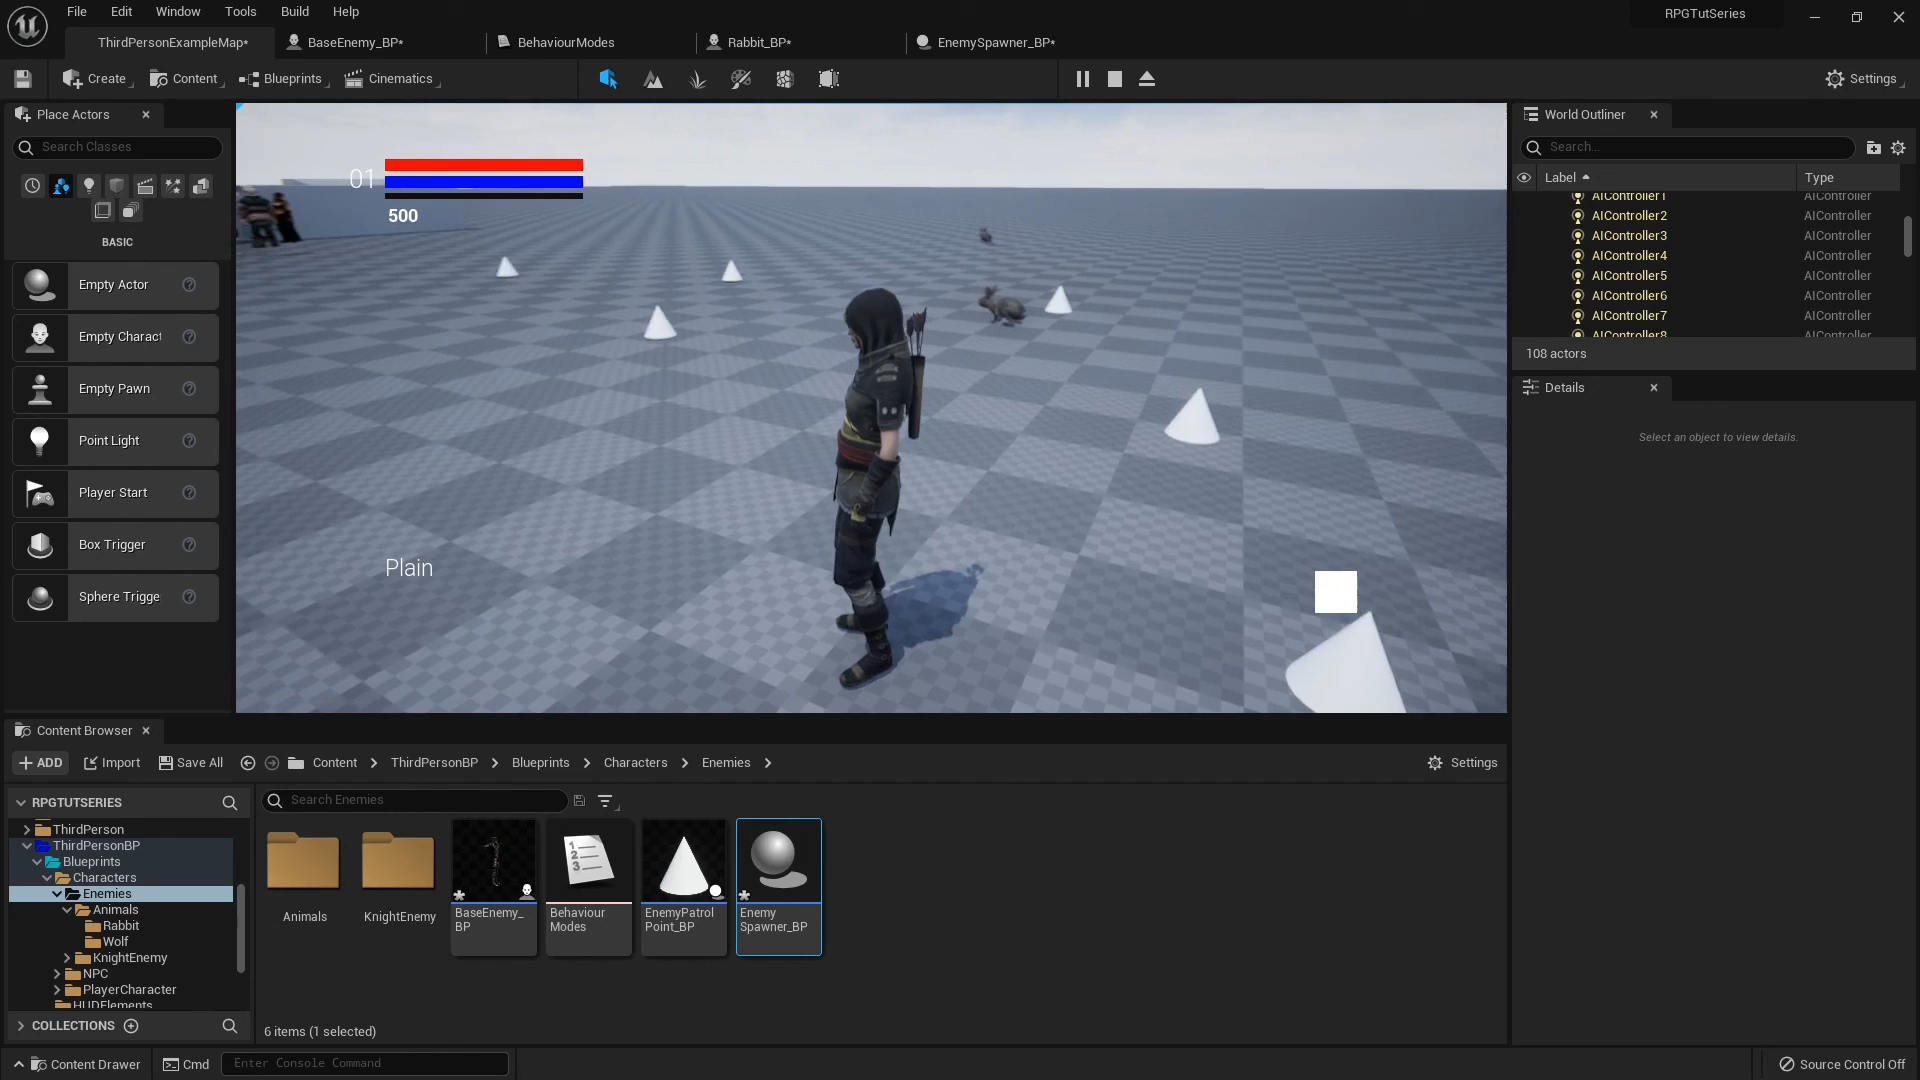 File Edit Window Tools Build Help
RPGTutSeries
ThirdPersonExampleMap* BaseEnemy_BP* BehaviourModes Rabbit_BP* EnemySpawner_BP*
Create Content Blueprints Cinematics Settings
Place Actors
Search Classes
BASIC
Empty Actor
Empty Charact
Empty Pawn
Point Light
Player Start
Box Trigger
Sphere Trigge
01
500
Plain
World Outliner
Search...
Label Type
AIController1 AIController
AIController2 AIController
AIController3 AIController
AIController4 AIController
AIController5 AIController
AIController6 AIController
AIController7 AIController
AIController8 AIController
108 actors
Details
Select an object to view details.
Content Browser
ADD Import Save All Content ThirdPersonBP Blueprints Characters Enemies Settings
RPGTUTSERIES
ThirdPerson
ThirdPersonBP
Blueprints
Characters
Enemies
Animals
Rabbit
Wolf
KnightEnemy
NPC
PlayerCharacter
HUDElements
COLLECTIONS
Search Enemies
Animals
KnightEnemy
BaseEnemy_
BP
Behaviour
Modes
EnemyPatrol
Point_BP
Enemy
Spawner_BP
6 items (1 selected)
Content Drawer Cmd Enter Console Command Source Control Off